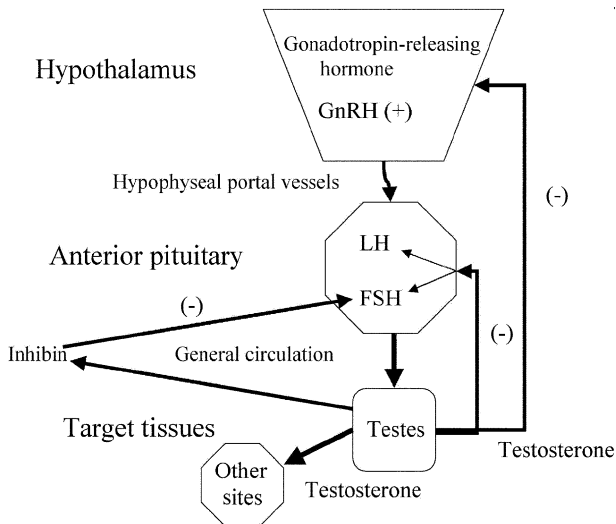 Gonadotropin-releasing
hormone
Hypothalamus
GnRH (+)
Hypophyseal portal vessels
(-)
LH
Anterior pituitary
FSH
(-)
(-)
Inhibin
General circulation
Target tissues
Testes
Testosterone
Other
sites
Testosterone